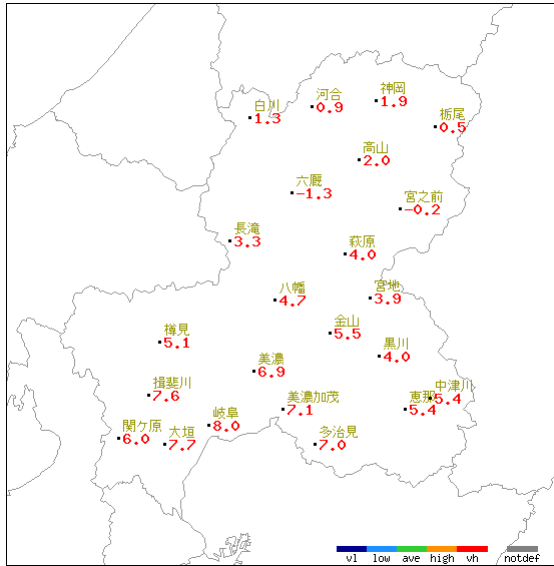 神岡
1.9
河合
0.9
白川
1.3
栃尾
0.5
高山
2.0
六厩
-1.3
宮之前
-0.2
長滝
3.3
萩原
4.0
八幡
4.7
宮地
3.9
金山
5.5
樽見
5.1
黒川
4.0
美濃
6.9
揖斐川
7.6
中津川
5.4
恵那
5.4
美濃加茂
7.1
岐阜
8.0
関ケ原
6.0
大垣
7.7
多治見
7.0
vl low ave high vh notdef